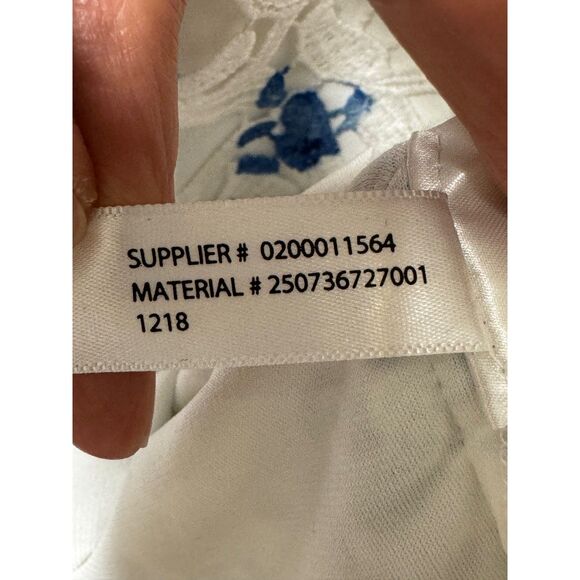 SUPPLIER # 0200011564
MATERIAL # 250736727001
1218